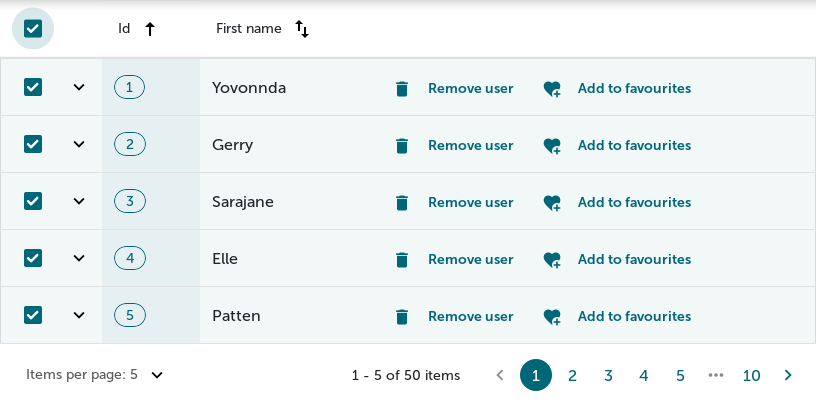 Id First name
1 Yovonnda Remove user Add to favourites
2 Gerry Remove user Add to favourites
3 Sarajane Remove user Add to favourites
4 Elle Remove user Add to favourites
5 Patten Remove user Add to favourites
Items per page: 5 1 - 5 of 50 items 1 2 3 4 5 ••• 10